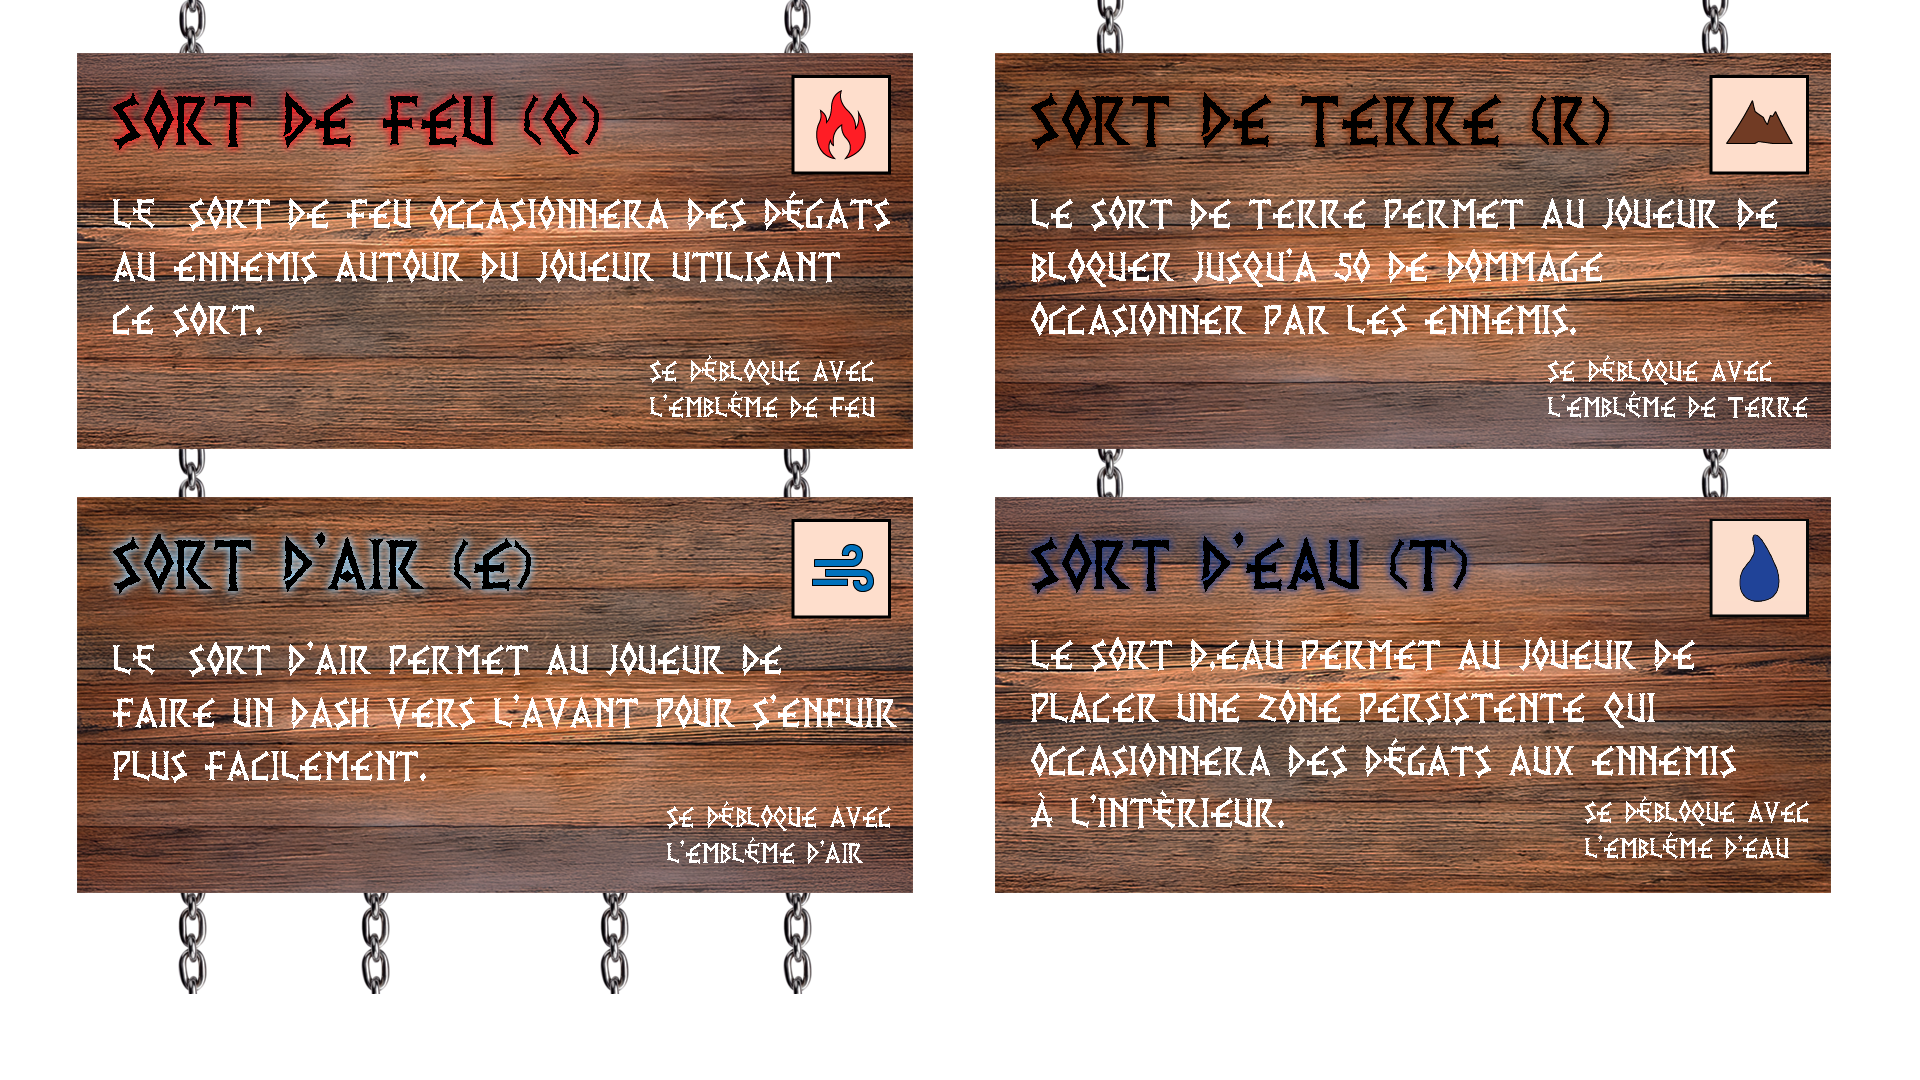 SORT DE FEU (Q)
LE SORT DE FEU OCCASIONNERA DES DÉGATS
AU ENNEMIS AUTOUR DU JOUEUR UTILISANT
CE SORT.
SE DÉBLOQUE AVEC
L'EMBLÉME DE FEU
SORT DE TERRE (R)
LE SORT DE TERRE PERMET AU JOUEUR DE
BLOQUER JUSQU'A 50 DE DOMMAGE
OCCASIONNER PAR LES ENNEMIS.
SE DÉBLOQUE AVEC
L'EMBLÉME DE TERRE
SORT D'AIR (E)
LE SORT D'AIR PERMET AU JOUEUR DE
FAIRE UN DASH VERS L'AVANT POUR S'ENFUIR
PLUS FACILEMENT.
SE DÉBLOQUE AVEC
L'EMBLÉME D'AIR
SORT D'EAU (T)
LE SORT D.EAU PERMET AU JOUEUR DE
PLACER UNE ZONE PERSISTENTE QUI
OCCASIONNERA DES DÉGATS AUX ENNEMIS
À L'INTÈRIEUR.
SE DÉBLOQUE AVEC
L'EMBLÉME D'EAU